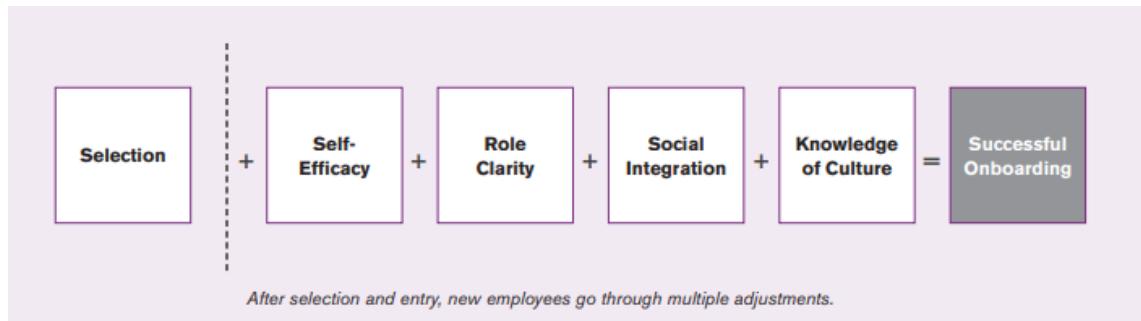 Selection
+
Self-
Efficacy
+
Role
Clarity
+
Social
Integration
+
Knowledge
of Culture
=
Successful
Onboarding
After selection and entry, new employees go through multiple adjustments.